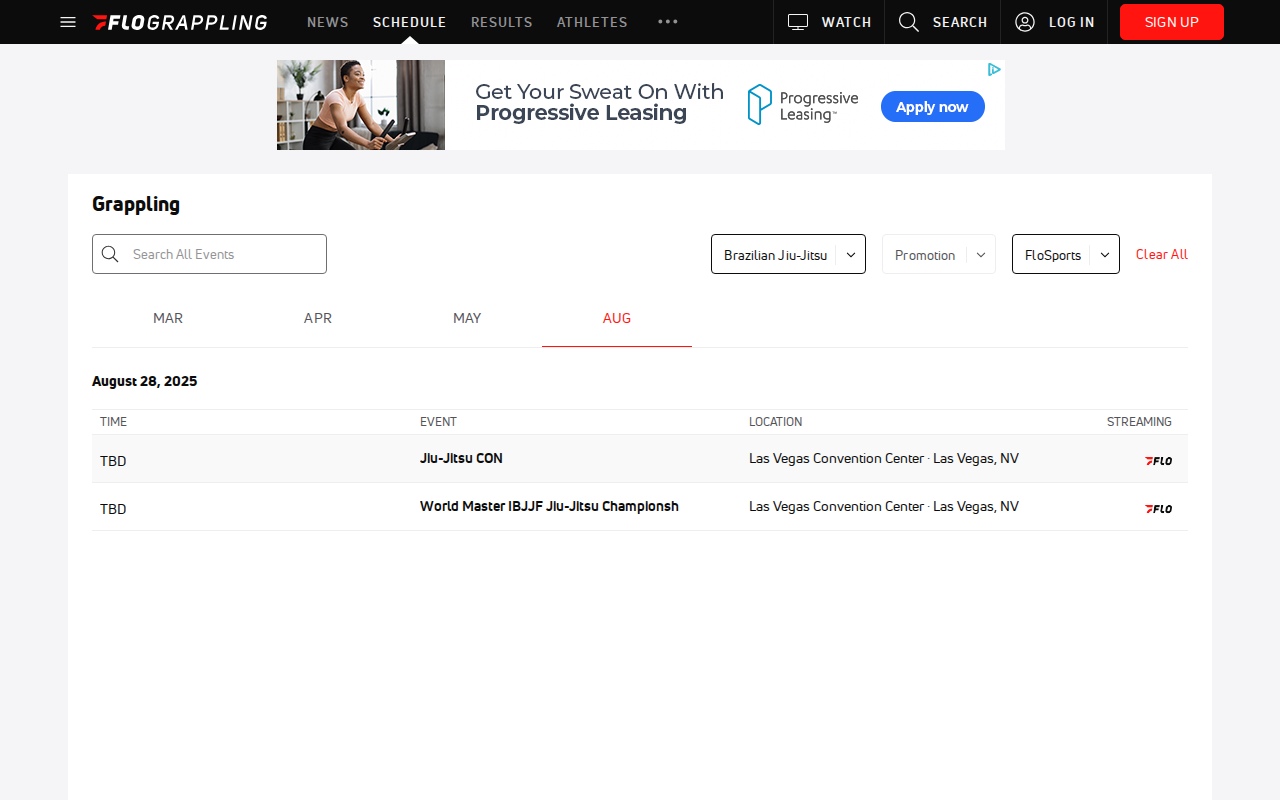 FLOGRAPPLING NEWS SCHEDULE RESULTS ATHLETES ••• WATCH SEARCH LOG IN SIGN UP
Get Your Sweat On With
Progressive Leasing
Progressive
Leasing™
Apply now
Grappling
Search All Events Brazilian Jiu-Jitsu Promotion FloSports Clear All
MAR APR MAY AUG
August 28, 2025
TIME EVENT LOCATION STREAMING
TBD Jiu-Jitsu CON Las Vegas Convention Center · Las Vegas, NV FLO
TBD World Master IBJJF Jiu-Jitsu Championsh Las Vegas Convention Center · Las Vegas, NV FLO